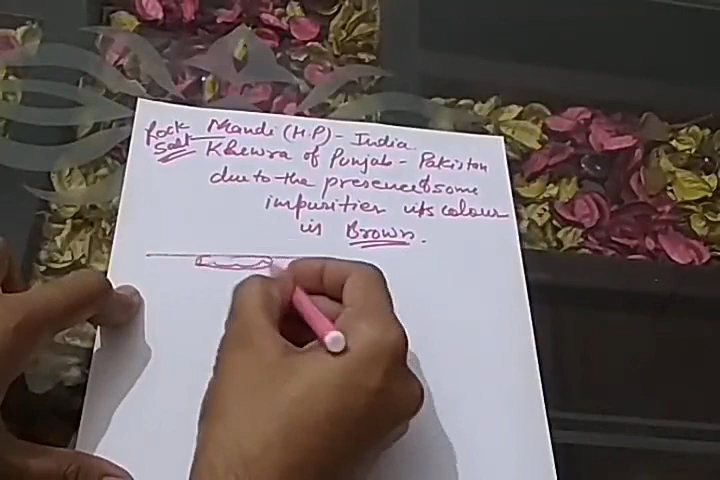 Rock Salt - Mandi (H.P) - India.
Khewra of Punjab - Pakistan
due to the presence of some
impurities its colour
is Brown.